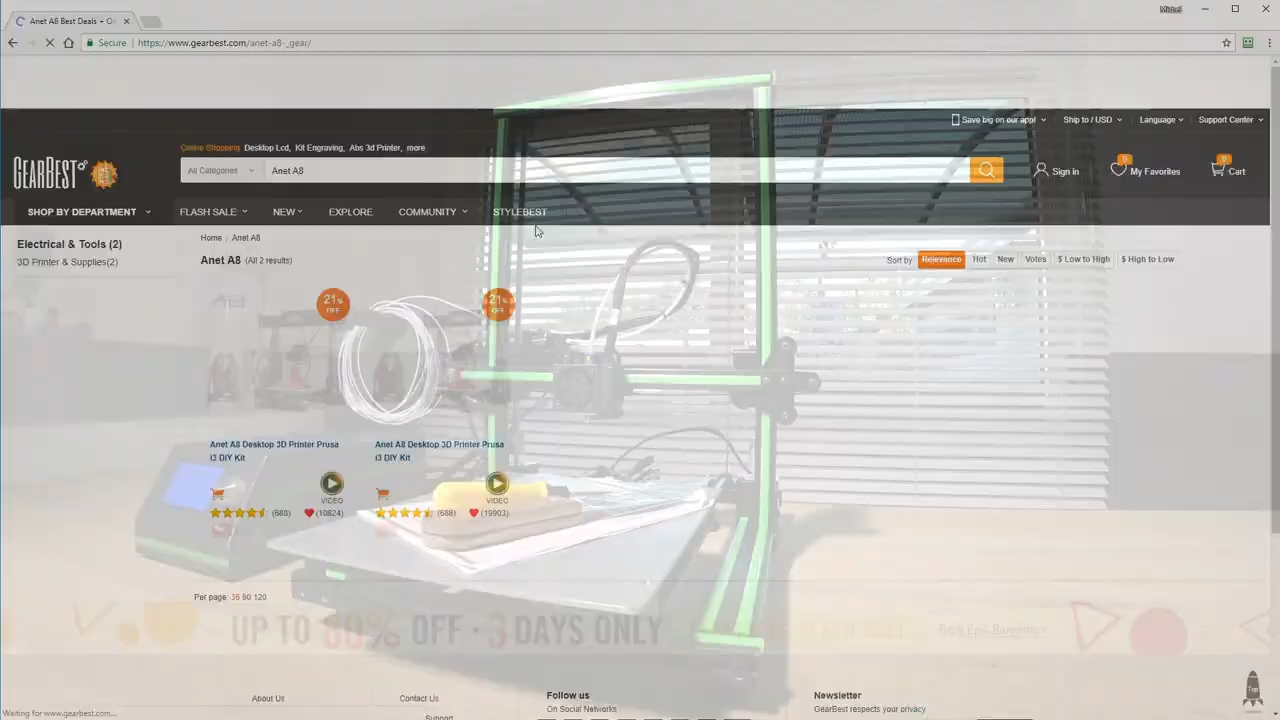 Michel
Anet A8 Best Deals + On
Secure https://www.gearbest.com/anet-a8-_gear/
Save big on our app! Ship to / USD Language Support Center
Online Shopping Desktop Lcd, Kit Engraving, Abs 3d Printer, more
GEARBEST
All Categories Anet A8
Sign in
0 My Favorites
0 Cart
SHOP BY DEPARTMENT FLASH SALE NEW EXPLORE COMMUNITY STYLEBEST
Electrical & Tools (2)
3D Printer & Supplies(2)
Home Anet A8
Anet A8 (All 2 results)
Sort by Relevance Hot New Votes $ Low to High $ High to Low
21% OFF
21% OFF
Anet A8 Desktop 3D Printer Prusa
i3 DIY Kit
VIDEO
(688) (10824)
Anet A8 Desktop 3D Printer Prusa
i3 DIY Kit
VIDEO
(688) (19903)
Per page: 36 60 120
UP TO 80% OFF · 3 DAYS ONLY
About Us Contact Us
Support
Follow us
On Social Networks
Newsletter
GearBest respects your privacy
Top
Waiting for www.gearbest.com...